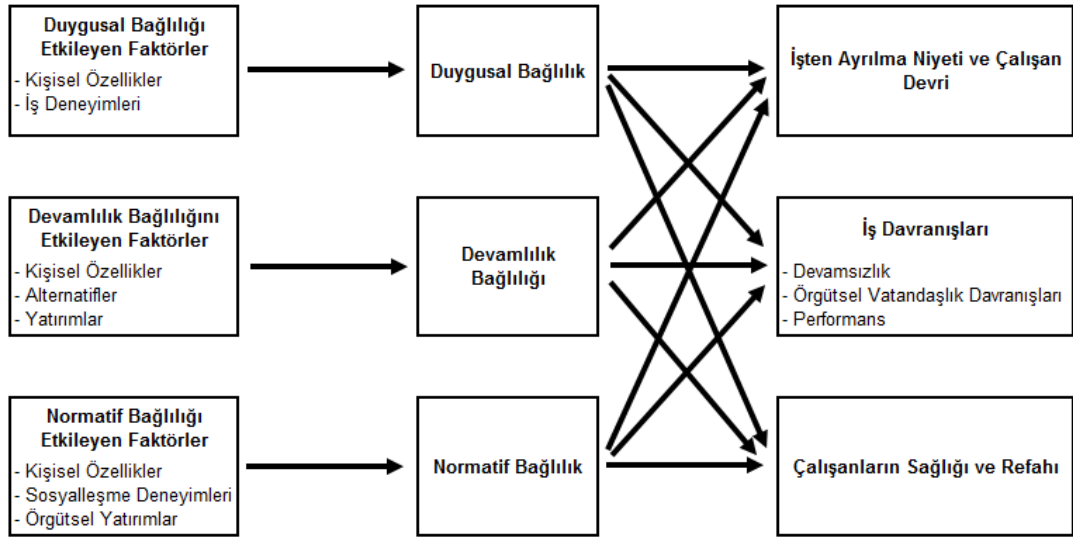 Duygusal Bağlılığı
Etkileyen Faktörler
- Kişisel Özellikler
- İş Deneyimleri
Duygusal Bağlılık
İşten Ayrılma Niyeti ve Çalışan
Devri
Devamlılık Bağlılığını
Etkileyen Faktörler
- Kişisel Özellikler
- Alternatifler
- Yatırımlar
Devamlılık
Bağlılığı
İş Davranışları
- Devamsızlık
- Örgütsel Vatandaşlık Davranışları
- Performans
Normatif Bağlılığı
Etkileyen Faktörler
- Kişisel Özellikler
- Sosyalleşme Deneyimleri
- Örgütsel Yatırımlar
Normatif Bağlılık
Çalışanların Sağlığı ve Refahı